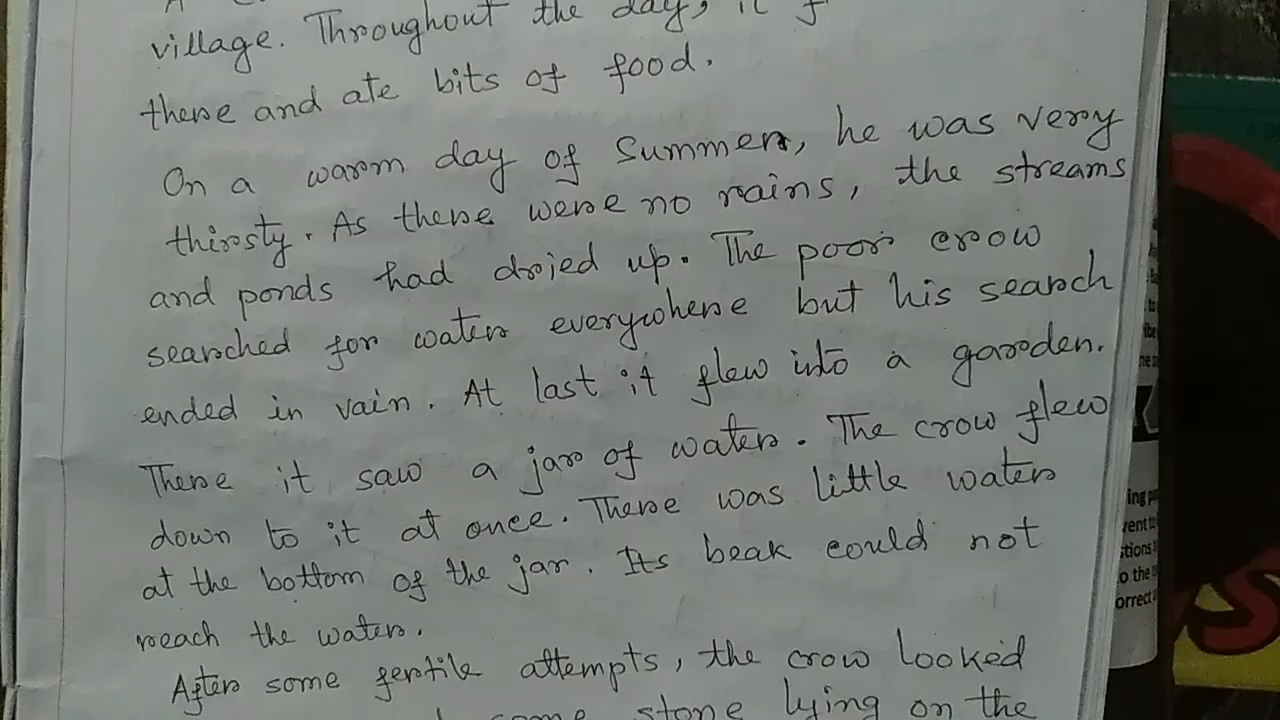 village. Throughout the day, it
there and ate bits of food.
On a warm day of Summer, he was very
thirsty. As there were no rains, the streams
and ponds had dried up. The poor crow
searched for water everywhere but his search
ended in vain. At last it flew into a garden.
There it saw a jar of water. The crow flew
down to it at once. There was little water
at the bottom of the jar. Its beak could not
reach the water.
After some fertile attempts, the crow looked
some stone lying on the
ing
stions
o the
orrect